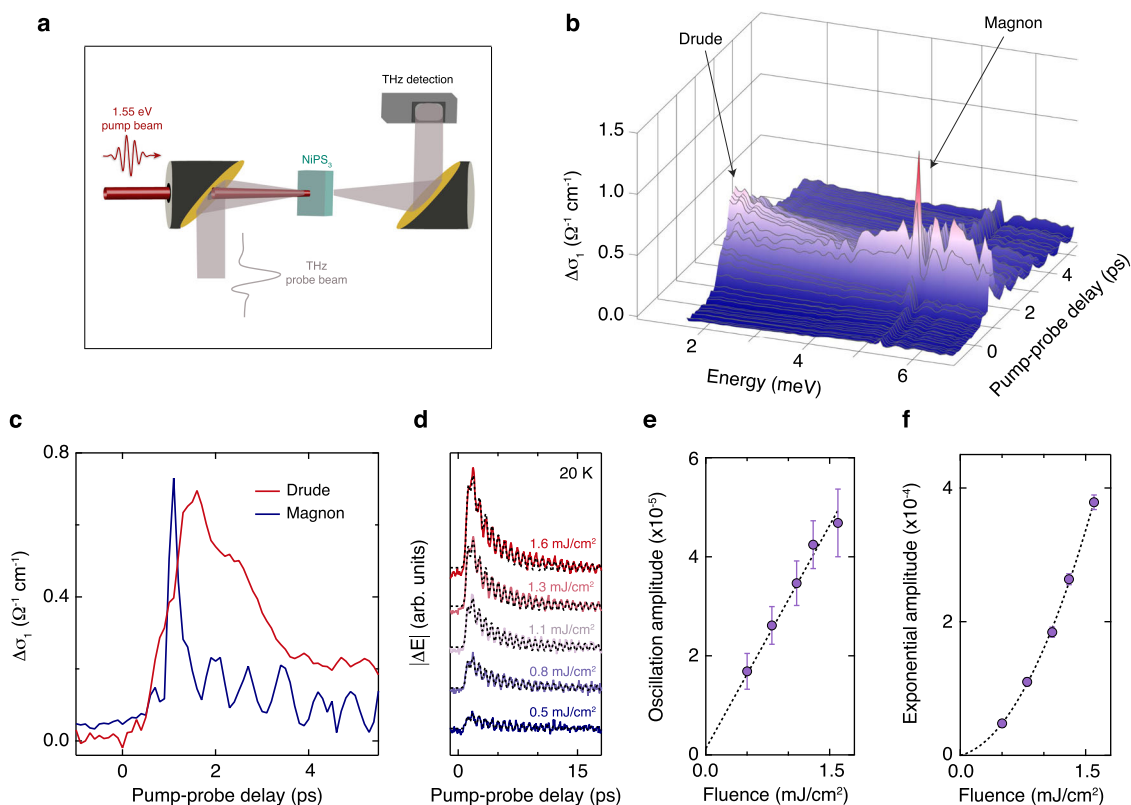 a
1.55 eV
pump beam
NiPS₃
THz detection
THz
probe beam
b
Drude
Magnon
1.5
1.0
0.5
0.0
Δσ₁ (Ω⁻¹ cm⁻¹)
2
4
6
Energy (meV)
0
2
4
Pump-probe delay (ps)
c
0.8
0.4
0.0
Δσ₁ (Ω⁻¹ cm⁻¹)
Drude
Magnon
0
2
4
Pump-probe delay (ps)
d
|ΔE| (arb. units)
20 K
1.6 mJ/cm²
1.3 mJ/cm²
1.1 mJ/cm²
0.8 mJ/cm²
0.5 mJ/cm²
0
15
Pump-probe delay (ps)
e
6
4
2
0
Oscillation amplitude (x10⁻⁵)
0.0
1.5
Fluence (mJ/cm²)
f
4
2
0
Exponential amplitude (x10⁻⁴)
0.0
1.5
Fluence (mJ/cm²)